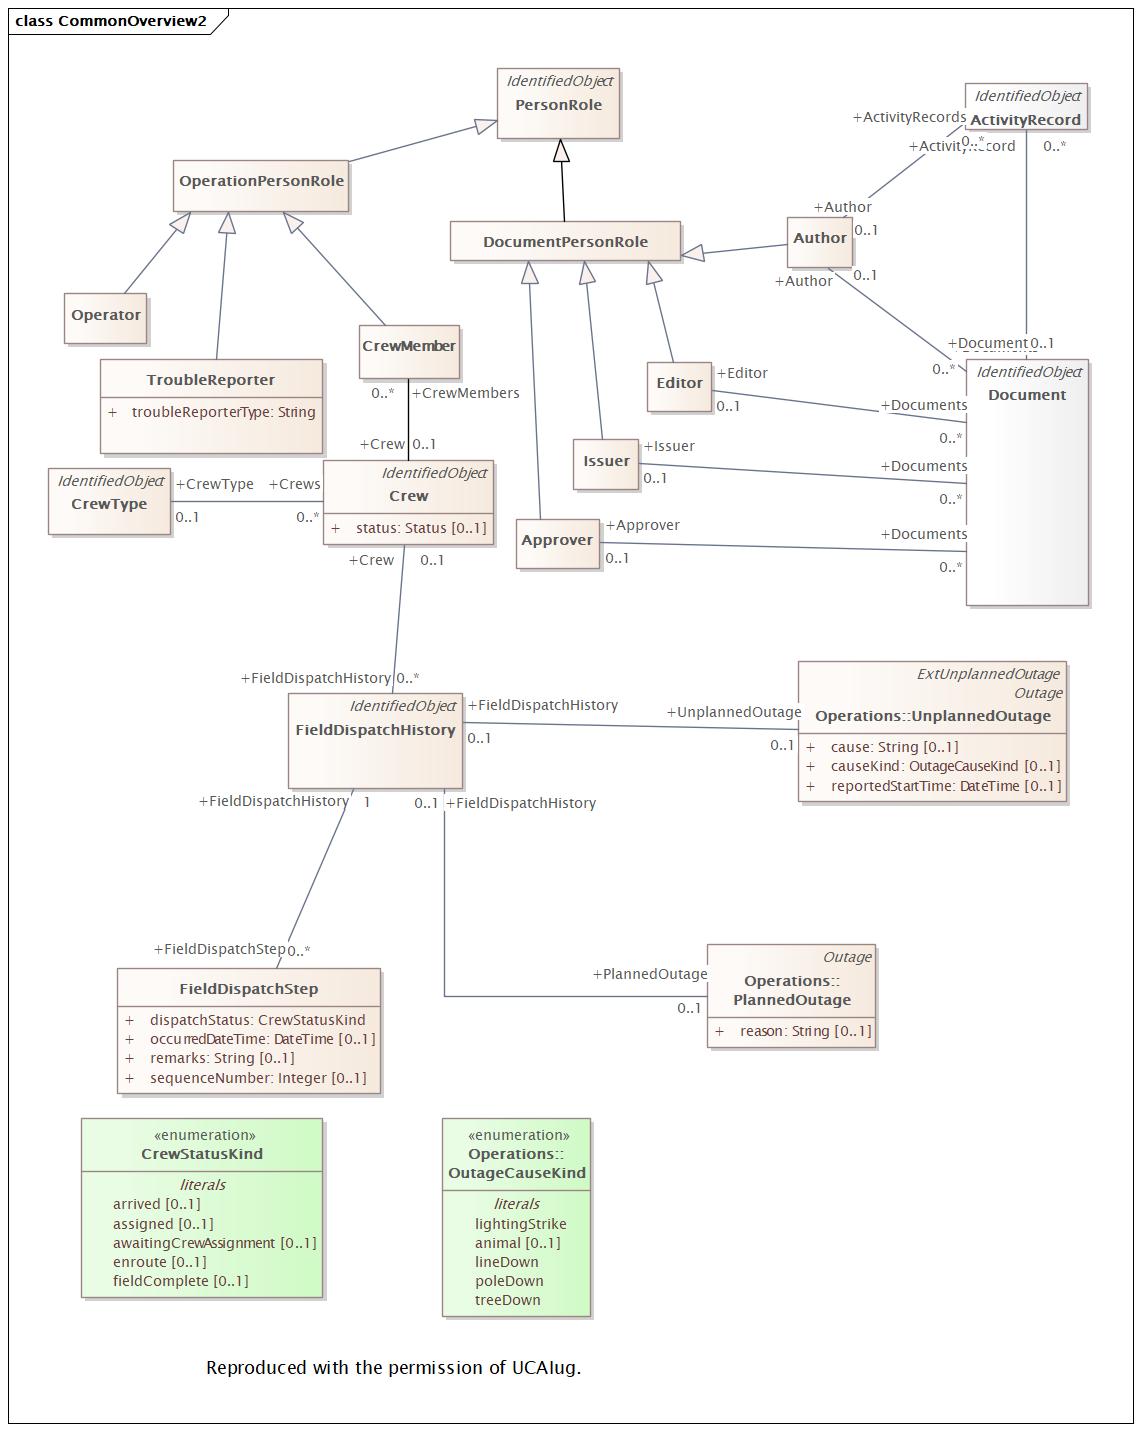 class CommonOverview2
IdentifiedObject
PersonRole
IdentifiedObject
ActivityRecord
+ActivityRecords
0..*
0..*
OperationPersonRole
+Author
0..1
Author
DocumentPersonRole
+Author
0..1
Operator
CrewMember
0..*
+CrewMembers
TroubleReporter
+ troubleReporterType: String
+Document
0..1
0..*
IdentifiedObject
Document
Editor
+Editor
0..1
+Documents
0..*
Issuer
+Issuer
0..1
+Documents
0..*
Approver
+Approver
0..1
+Documents
0..*
+Crew
0..1
IdentifiedObject
CrewType
+CrewType
0..1
+Crews
0..*
IdentifiedObject
Crew
+ status: Status [0..1]
+Crew
0..1
+FieldDispatchHistory
0..*
IdentifiedObject
FieldDispatchHistory
+FieldDispatchHistory
0..1
+UnplannedOutage
0..1
ExtUnplannedOutage
Outage
Operations::UnplannedOutage
+ cause: String [0..1]
+ causeKind: OutageCauseKind [0..1]
+ reportedStartTime: DateTime [0..1]
+FieldDispatchHistory
1
0..1
+FieldDispatchHistory
+FieldDispatchStep
0..*
FieldDispatchStep
+ dispatchStatus: CrewStatusKind
+ occurredDateTime: DateTime [0..1]
+ remarks: String [0..1]
+ sequenceNumber: Integer [0..1]
+PlannedOutage
0..1
Outage
Operations::
PlannedOutage
+ reason: String [0..1]
«enumeration»
CrewStatusKind
literals
arrived [0..1]
assigned [0..1]
awaitingCrewAssignment [0..1]
enroute [0..1]
fieldComplete [0..1]
«enumeration»
Operations::
OutageCauseKind
literals
lightingStrike
animal [0..1]
lineDown
poleDown
treeDown
Reproduced with the permission of UCAIug.